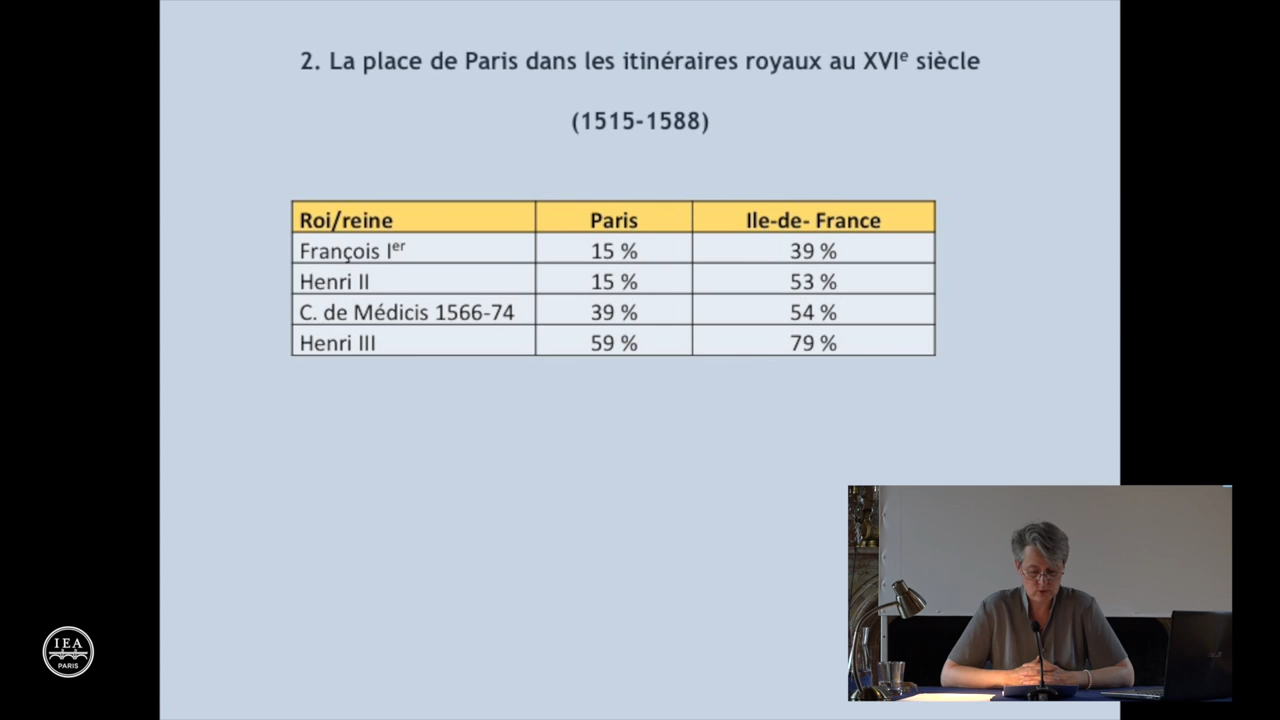 2. La place de Paris dans les itinéraires royaux au XVIe siècle
(1515-1588)
Roi/reine Paris Ile-de- France
François Ier 15 % 39 %
Henri II 15 % 53 %
C. de Médicis 1566-74 39 % 54 %
Henri III 59 % 79 %
IEA
PARIS